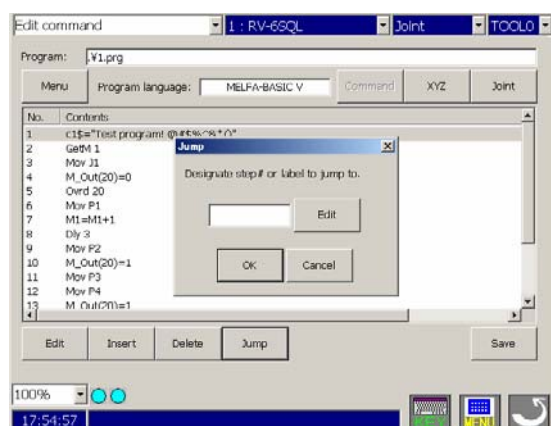 Edit command 1 : RV-6SQL Joint TOOL0
Program: .¥1.prg
Menu Program language: MELFA-BASIC V Command XYZ Joint
No. Contents
1 c1$="Test program! @#$%^&*()"
2 GetM 1
3 Mov J1
4 M_Out(20)=0
5 Ovrd 20
6 Mov P1
7 M1=M1+1
8 Dly 3
9 Mov P2
10 M_Out(20)=1
11 Mov P3
12 Mov P4
13 M_Out(20)=1
Jump
Designate step# or label to jump to.
Edit
OK Cancel
Edit Insert Delete Jump Save
100%
17:54:57
KEY MENU